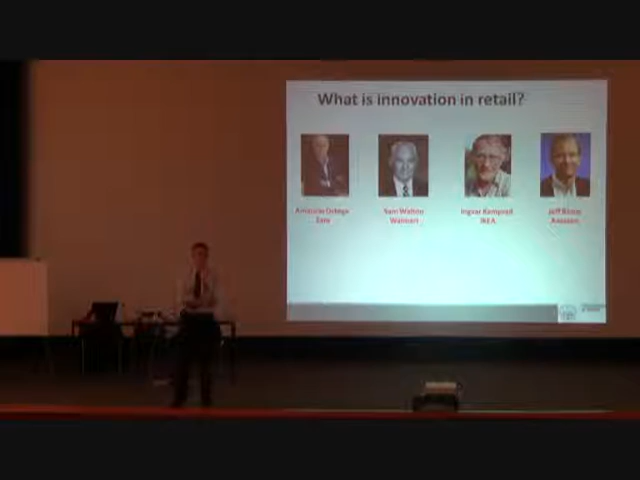 What is innovation in retail?
Amancio Ortega
Zara
Sam Walton
Walmart
Ingvar Kamprad
IKEA
Jeff Bezos
Amazon